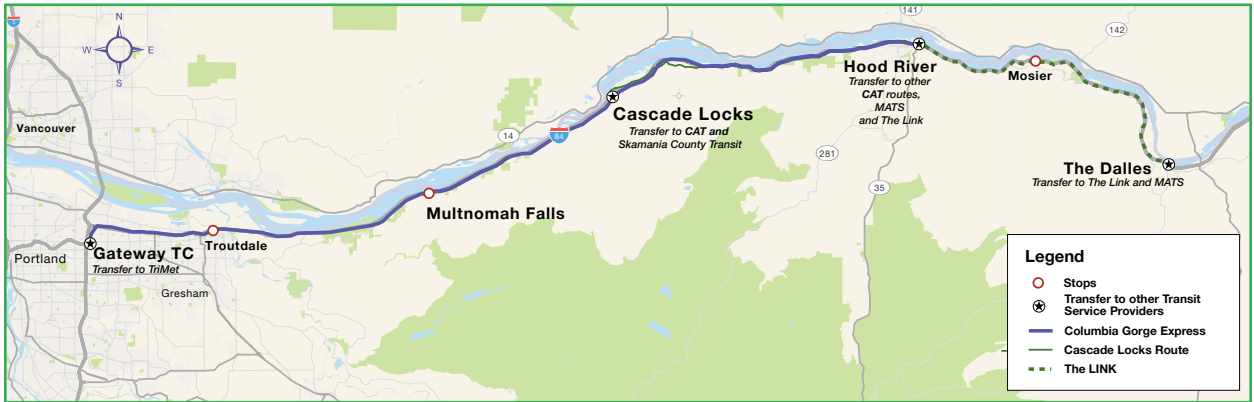 N
W
E
S
5
141
142
Hood River
Transfer to other
CAT routes,
MATS
and The Link
Mosier
Cascade Locks
Transfer to CAT and
Skamania County Transit
Vancouver
14
84
281
The Dalles
Transfer to The Link and MATS
35
Multnomah Falls
Troutdale
Gateway TC
Transfer to TriMet
Portland
Gresham
Legend
Stops
Transfer to other Transit
Service Providers
Columbia Gorge Express
Cascade Locks Route
The LINK